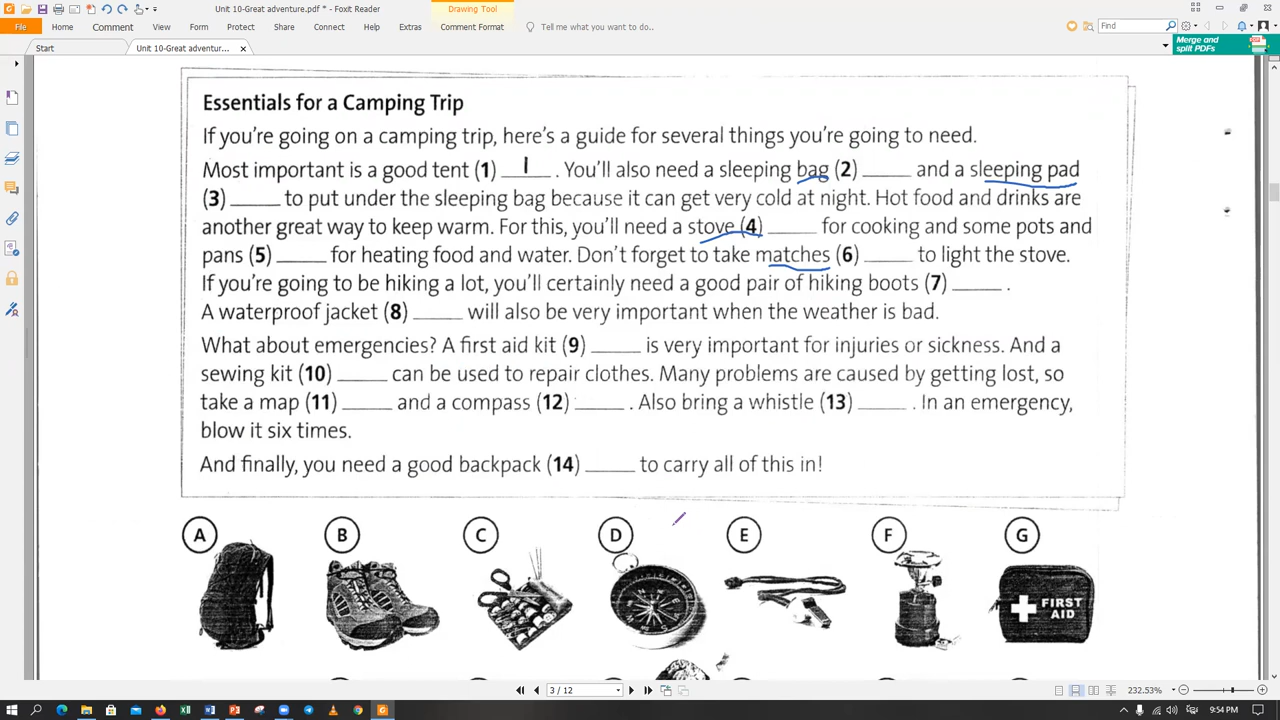 Unit 10-Great adventure.pdf * - Foxit Reader
Drawing Tool
File Home Comment View Form Protect Share Connect Help Extras Comment Format Tell me what you want to do.. Find
Start Unit 10-Great adventur... Merge and split PDFs
Essentials for a Camping Trip
If you're going on a camping trip, here's a guide for several things you're going to need.
Most important is a good tent (1) __I__ . You'll also need a sleeping bag (2) _____ and a sleeping pad
(3) _____ to put under the sleeping bag because it can get very cold at night. Hot food and drinks are
another great way to keep warm. For this, you'll need a stove (4) _____ for cooking and some pots and
pans (5) _____ for heating food and water. Don't forget to take matches (6) _____ to light the stove.
If you're going to be hiking a lot, you'll certainly need a good pair of hiking boots (7) _____ .
A waterproof jacket (8) _____ will also be very important when the weather is bad.
What about emergencies? A first aid kit (9) _____ is very important for injuries or sickness. And a
sewing kit (10) _____ can be used to repair clothes. Many problems are caused by getting lost, so
take a map (11) _____ and a compass (12) _____ . Also bring a whistle (13) _____ . In an emergency,
blow it six times.
And finally, you need a good backpack (14) _____ to carry all of this in!
A B C D E F G
FIRST AID
3 / 12 232.53%
9:54 PM